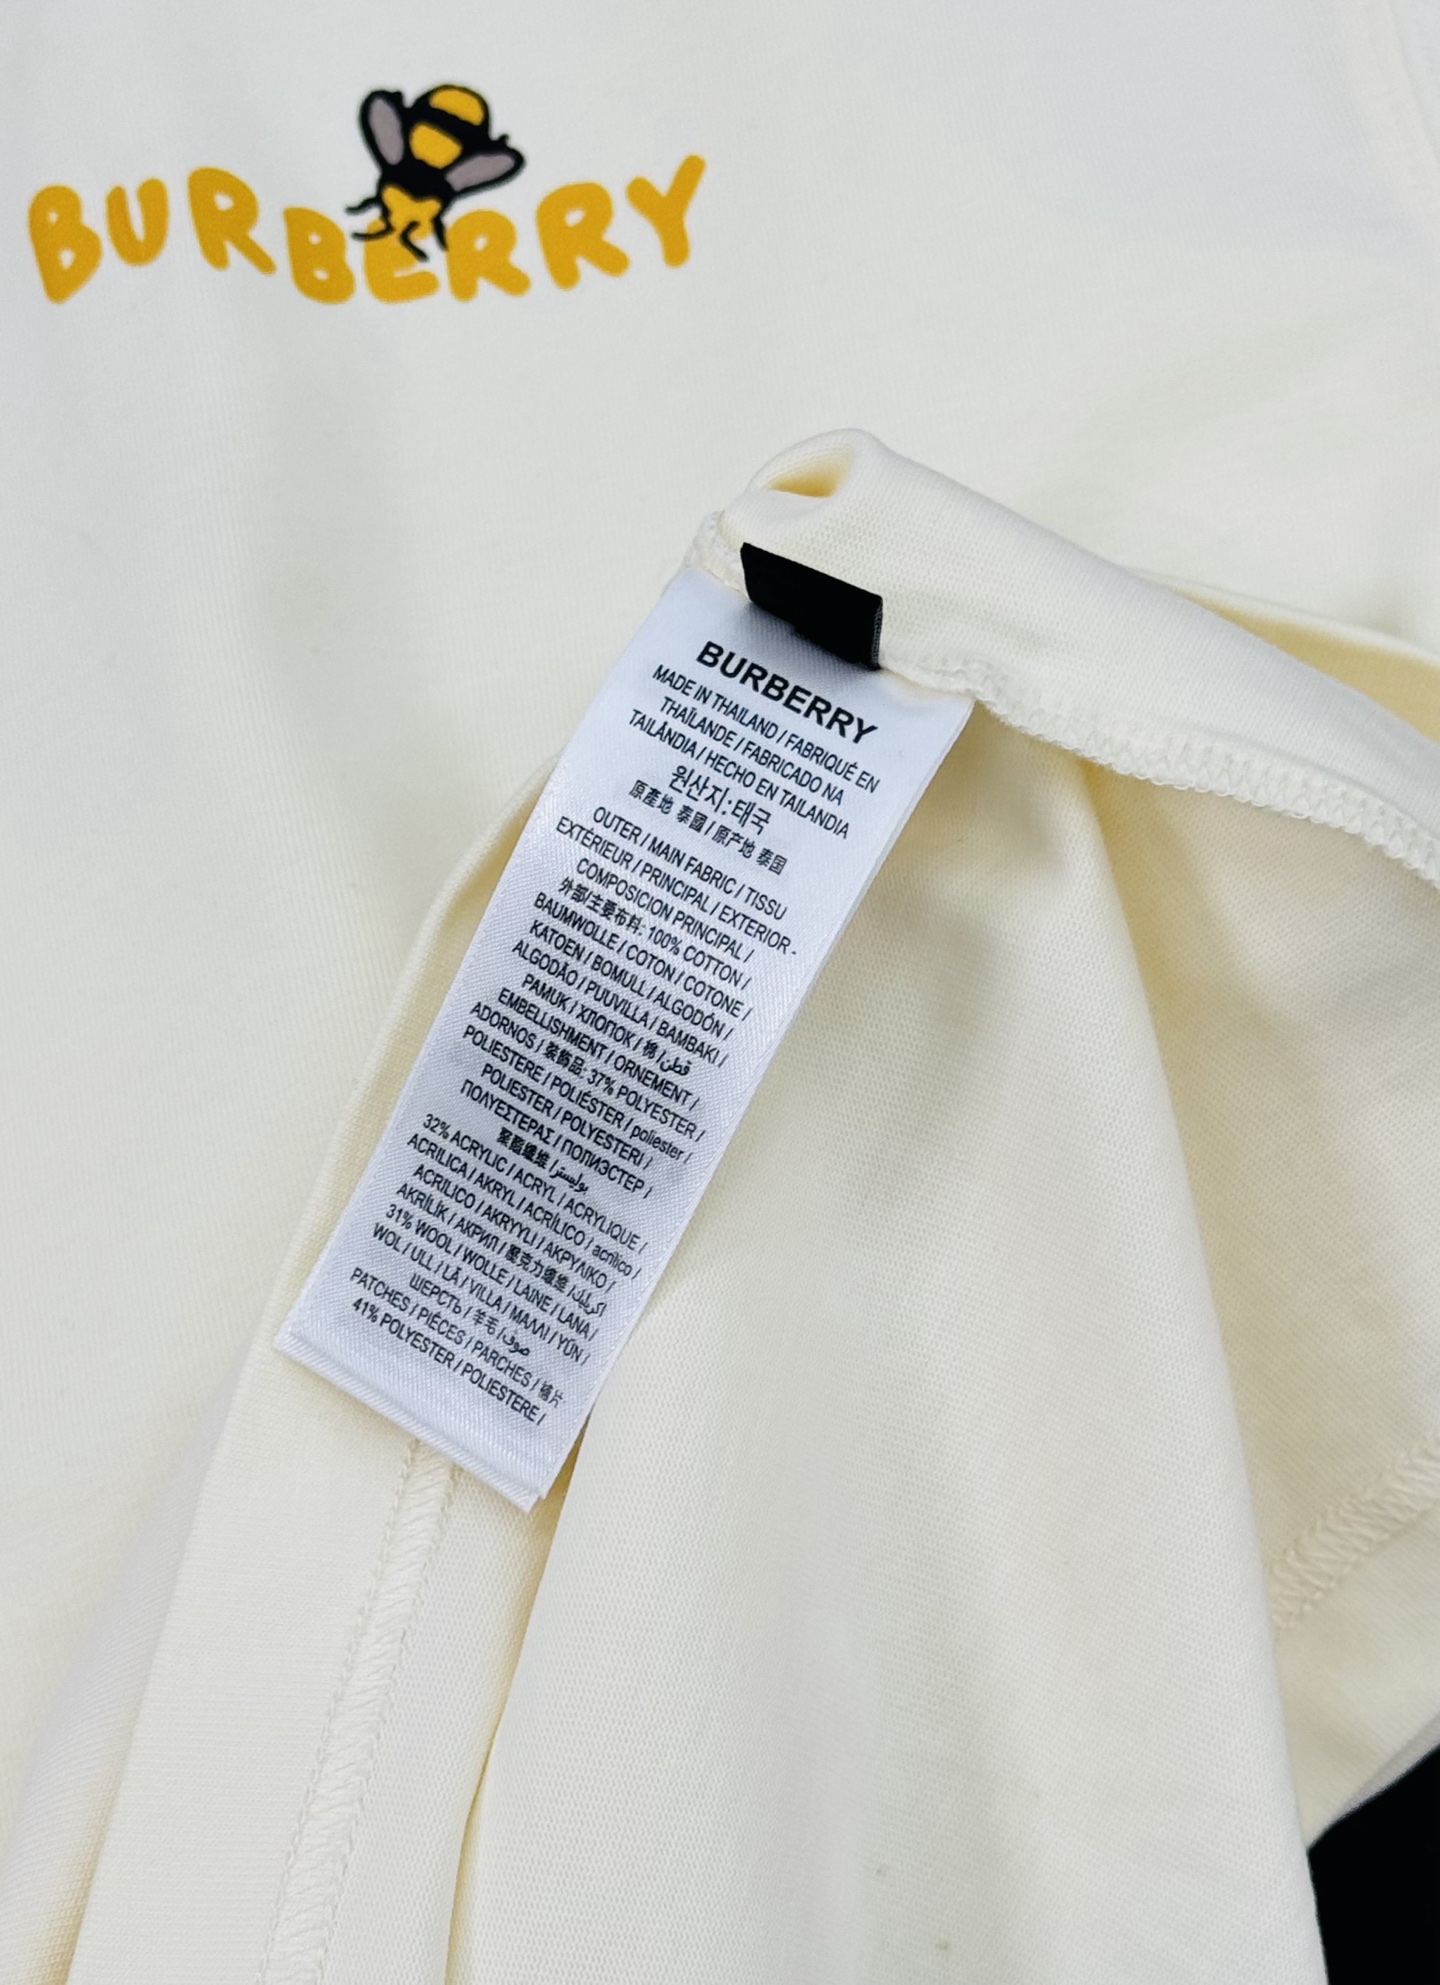 BURBERRY
BURBERRY
MADE IN THAILAND / FABRIQUÉ EN
THAÏLANDE / FABRICADO NA
TAILÂNDIA / HECHO EN TAILANDIA
원산지:태국
原產地 泰國 / 原产地 泰国
OUTER / MAIN FABRIC / TISSU
EXTÉRIEUR / PRINCIPAL / EXTERIOR -
COMPOSICION PRINCIPAL /
外部/主要布料: 100% COTTON /
BAUMWOLLE / COTON / COTONE /
KATOEN / BOMULL / ALGODÓN /
ALGODÃO / PUUVILLA / BAMBAKI /
PAMUK / ХЛОПОК / 棉 / قطن
EMBELLISHMENT / ORNEMENT /
ADORNOS / 装飾品: 37% POLYESTER /
POLIESTERE / POLIÉSTER / poliester /
POLIESTER / POLYESTERI /
ΠΟΛΥΕΣΤΕΡΑΣ / ПОЛИЭСТЕР /
聚酯纖維 / بوليستر
32% ACRYLIC / ACRYL / ACRYLIQUE /
ACRILICA / AKRYL / ACRÍLICO / acrílico /
ACRILICO / AKRYYLI / ΑΚΡΥΛΙΚΟ /
AKRİLİK / АКРИЛ / 壓克力纖維 / اكريليك
31% WOOL / WOLLE / LAINE / LANA /
WOL / ULL / LÃ / VILLA / ΜΑΛΛΙ / YÜN /
ШЕРСТЬ / 羊毛 / صوف
PATCHES / PIÈCES / PARCHES / 補片
41% POLYESTER / POLIESTERE /